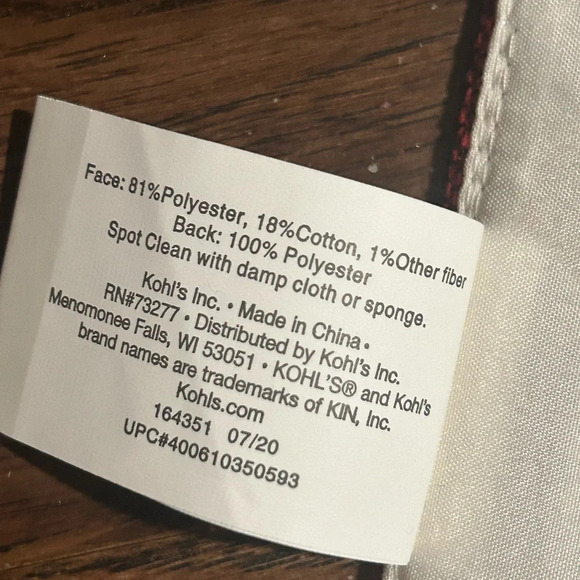 Face: 81%Polyester, 18%Cotton, 1%Other fiber
Back: 100% Polyester
Spot Clean with damp cloth or sponge.
Kohl's Inc. • Made in China •
RN#73277 • Distributed by Kohl's Inc.
Menomonee Falls, WI 53051 • KOHL'S® and Kohl's
brand names are trademarks of KIN, Inc.
Kohls.com
164351 07/20
UPC#400610350593